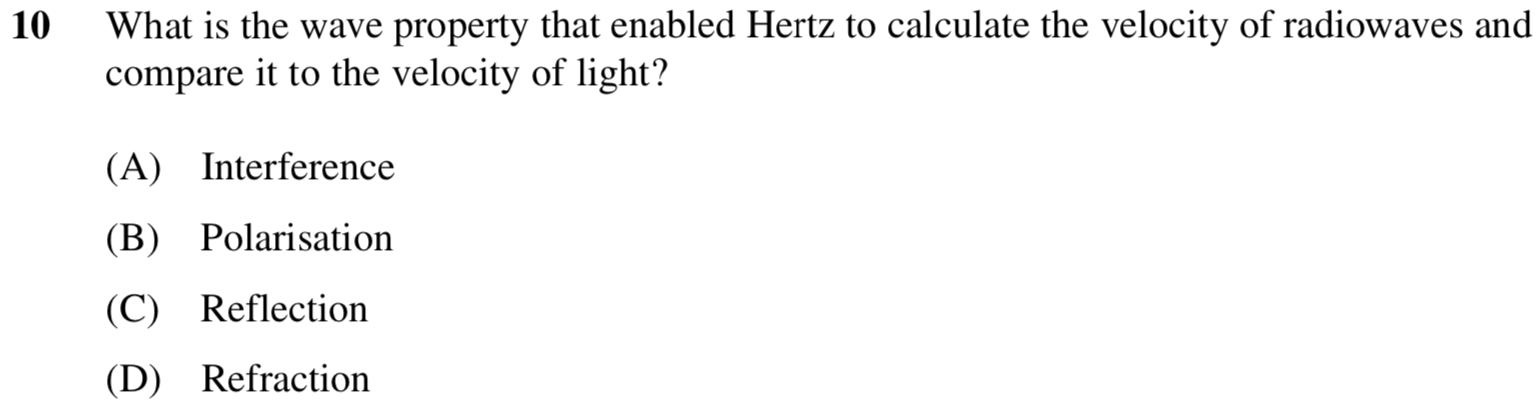 10 What is the wave property that enabled Hertz to calculate the velocity of radiowaves and
compare it to the velocity of light?
(A) Interference
(B) Polarisation
(C) Reflection
(D) Refraction